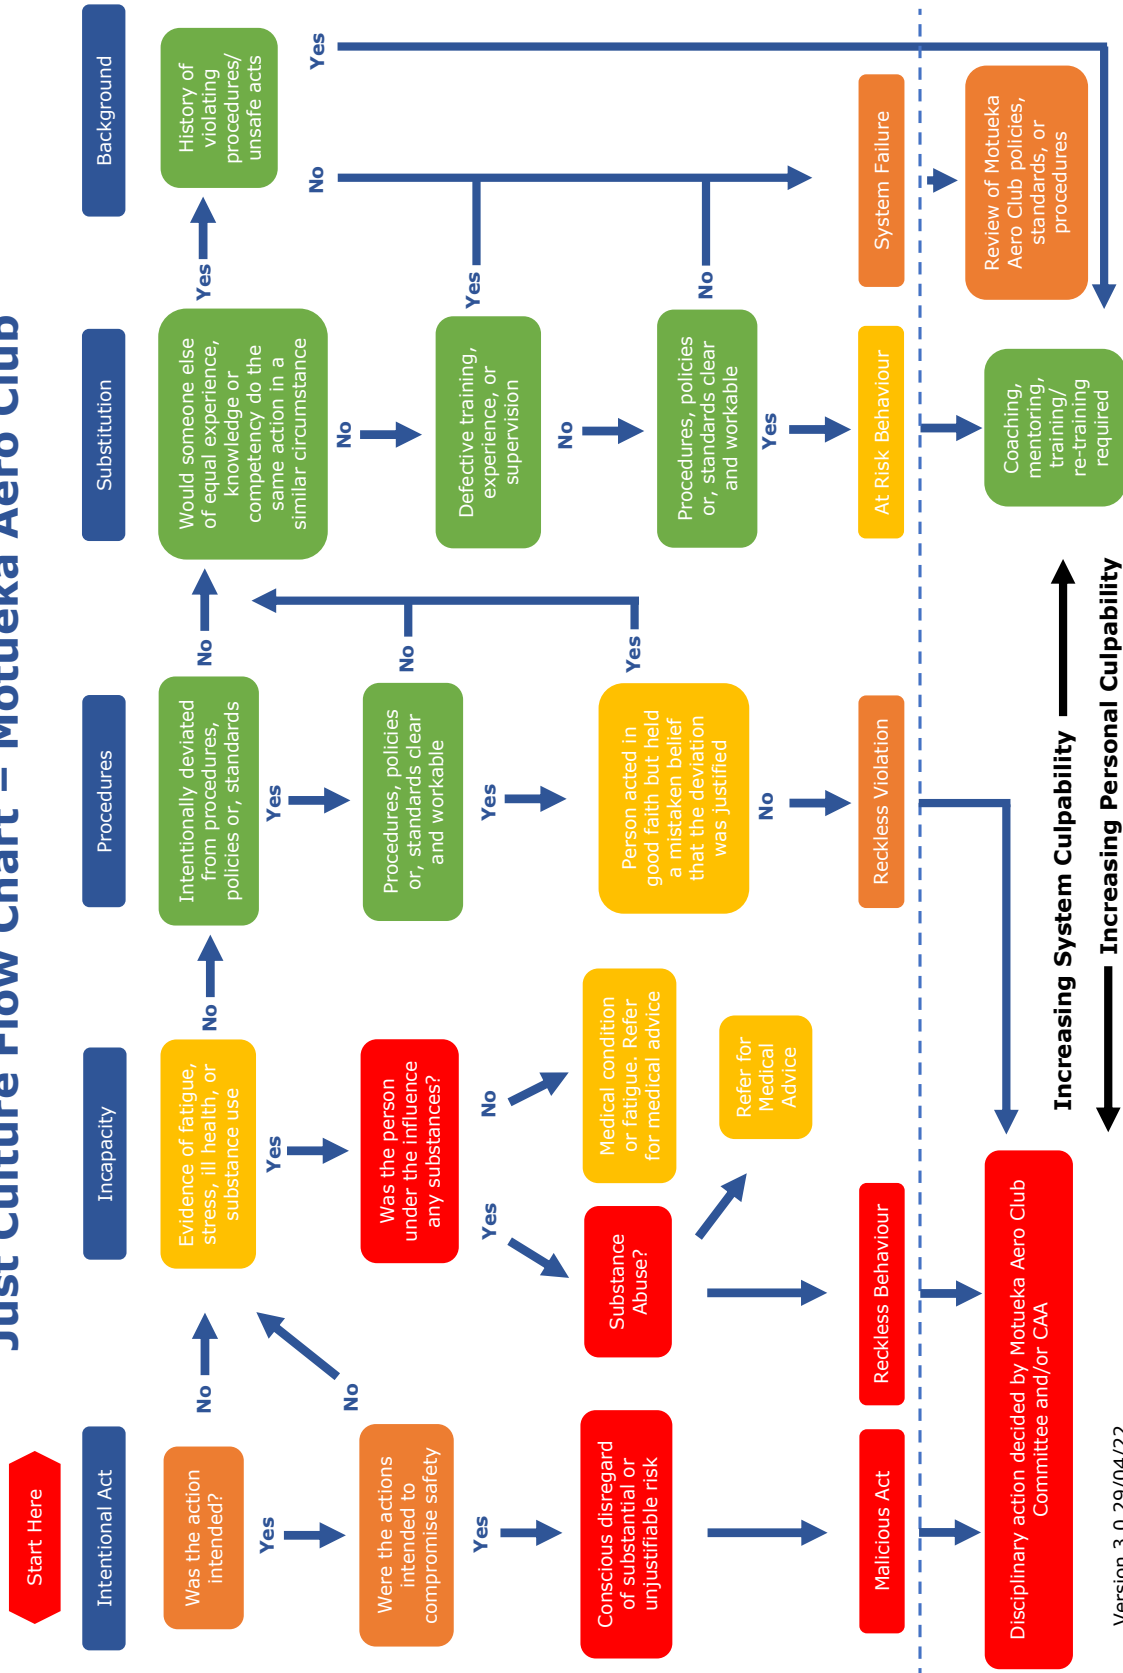 Just Culture Flow Chart – Motueka Aero Club
Start Here
Intentional Act
Incapacity
Procedures
Substitution
Background
Was the action
intended?
No
Yes
Were the actions
intended to
compromise safety
No
Yes
Conscious disregard
of substantial or
unjustifiable risk
Malicious Act
Evidence of fatigue,
stress, ill health, or
substance use
No
Yes
Was the person
under the influence
any substances?
Yes
No
Substance
Abuse?
Medical condition
or fatigue. Refer
for medical advice
Refer for
Medical
Advice
Reckless Behaviour
Intentionally deviated
from procedures,
policies or, standards
No
Yes
Procedures, policies
or, standards clear
and workable
No
Yes
Person acted in
good faith but held
a mistaken belief
that the deviation
was justified
Yes
No
Reckless Violation
Would someone else
of equal experience,
knowledge or
competency do the
same action in a
similar circumstance
Yes
No
Defective training,
experience, or
supervision
Yes
No
Procedures, policies
or, standards clear
and workable
No
Yes
At Risk Behaviour
History of
violating
procedures/
unsafe acts
No
Yes
System Failure
Disciplinary action decided by Motueka Aero Club
Committee and/or CAA
Coaching,
mentoring,
training/
re-training
required
Review of Motueka
Aero Club policies,
standards, or
procedures
Increasing System Culpability
Increasing Personal Culpability
Version 3.0 29/04/22